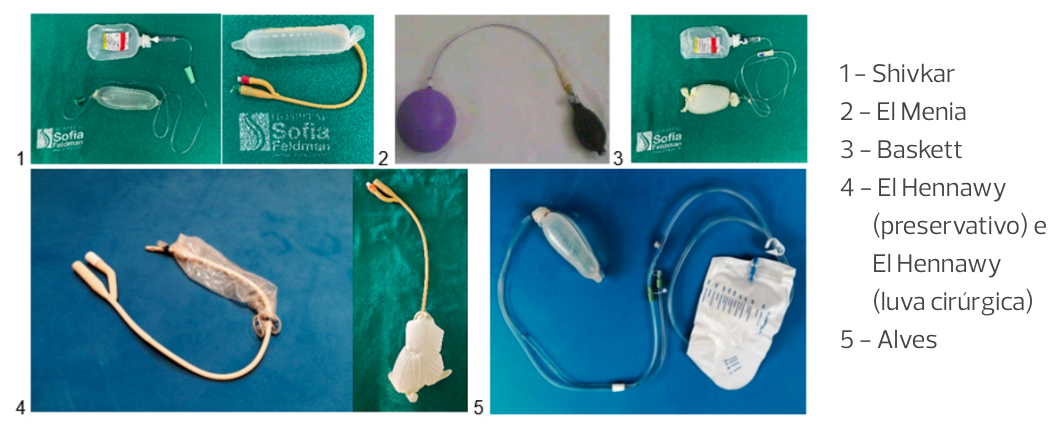 Sofia
Feldman
HOSPITAL
Sofia
Feldman
1
2
Sofia
Feldman
3
4
5
1 – Shivkar
2 – El Menia
3 – Baskett
4 – El Hennawy
(preservativo) e
El Hennawy
(luva cirúrgica)
5 – Alves